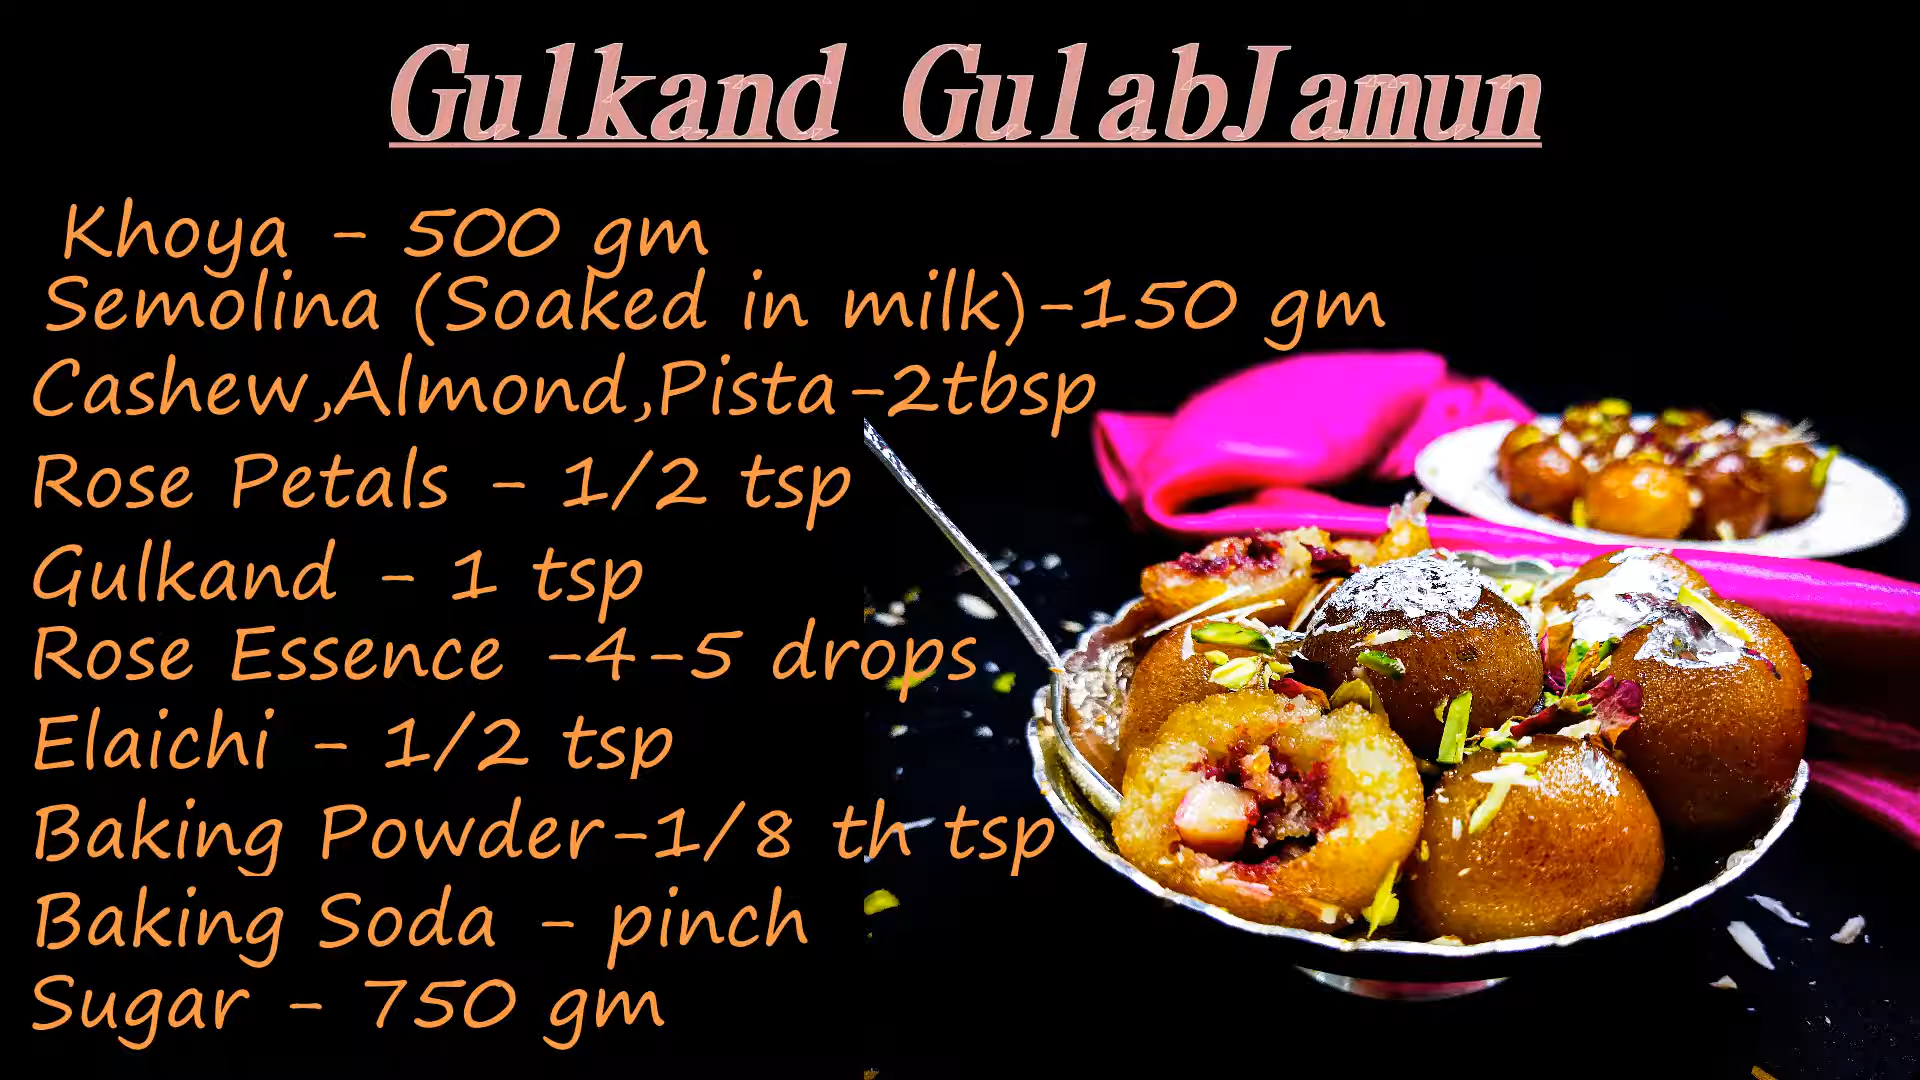 Gulkand GulabJamun
Khoya - 500 gm
Semolina (Soaked in milk)-150 gm
Cashew,Almond,Pista-2tbsp
Rose Petals - 1/2 tsp
Gulkand - 1 tsp
Rose Essence -4-5 drops
Elaichi - 1/2 tsp
Baking Powder-1/8 th tsp
Baking Soda - pinch
Sugar - 750 gm